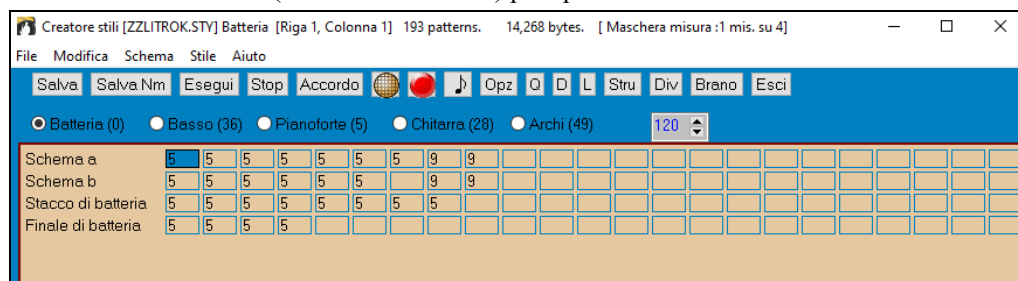 Creatore stili [ZZLITROK.STY] Batteria [Riga 1, Colonna 1] 193 patterns. 14,268 bytes. [ Maschera misura :1 mis. su 4]
File Modifica Schema Stile Aiuto
Salva Salva Nm Esegui Stop Accordo Opz Q D L Stru Div Brano Esci
Batteria (0) Basso (36) Pianoforte (5) Chitarra (28) Archi (49) 120
Schema a 5 5 5 5 5 5 5 9 9
Schema b 5 5 5 5 5 5 9 9
Stacco di batteria 5 5 5 5 5 5 5 5
Finale di batteria 5 5 5 5